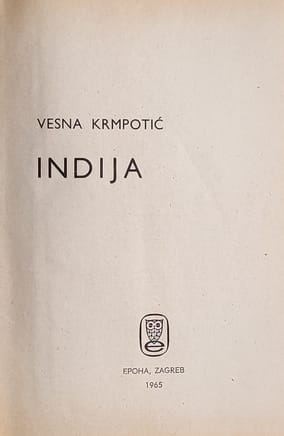 VESNA KRMPOTIĆ
INDIJA
EPOHA, ZAGREB
1965